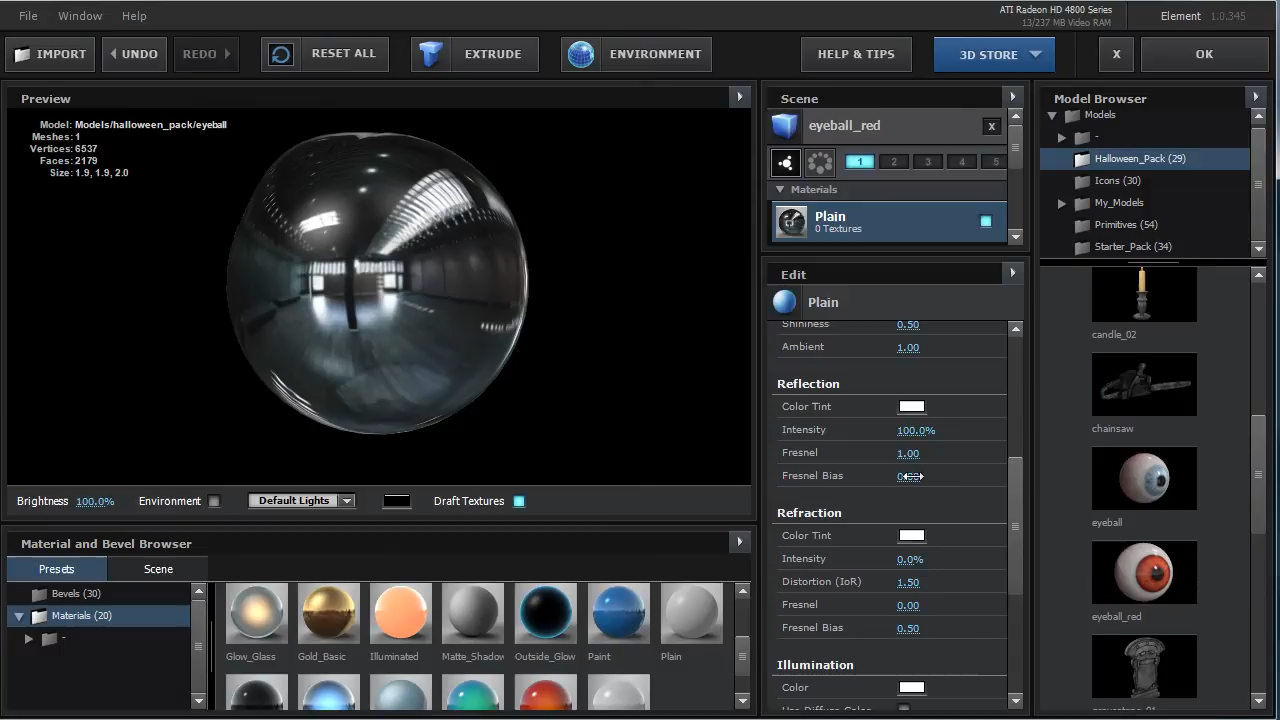 File Window Help
ATI Radeon HD 4800 Series
13/237 MB Video RAM
Element 1.0.345
IMPORT UNDO REDO RESET ALL EXTRUDE ENVIRONMENT HELP & TIPS 3D STORE X OK
Preview
Model: Models/halloween_pack/eyeball
Meshes: 1
Vertices: 6537
Faces: 2179
Size: 1.9, 1.9, 2.0
Brightness 100.0% Environment Default Lights Draft Textures
Material and Bevel Browser
Presets Scene
Bevels (30)
Materials (20)
-
Glow_Glass Gold_Basic Illuminated Matte_Shadow Outside_Glow Paint Plain
Scene
eyeball_red X
1 2 3 4 5
Materials
Plain
0 Textures
Edit
Plain
Shininess 0.50
Ambient 1.00
Reflection
Color Tint
Intensity 100.0%
Fresnel 1.00
Fresnel Bias
Refraction
Color Tint
Intensity 0.0%
Distortion (IoR) 1.50
Fresnel 0.00
Fresnel Bias 0.50
Illumination
Color
Use Diffuse Color
Model Browser
Models
-
Halloween_Pack (29)
Icons (30)
My_Models
Primitives (54)
Starter_Pack (34)
candle_02
chainsaw
eyeball
eyeball_red